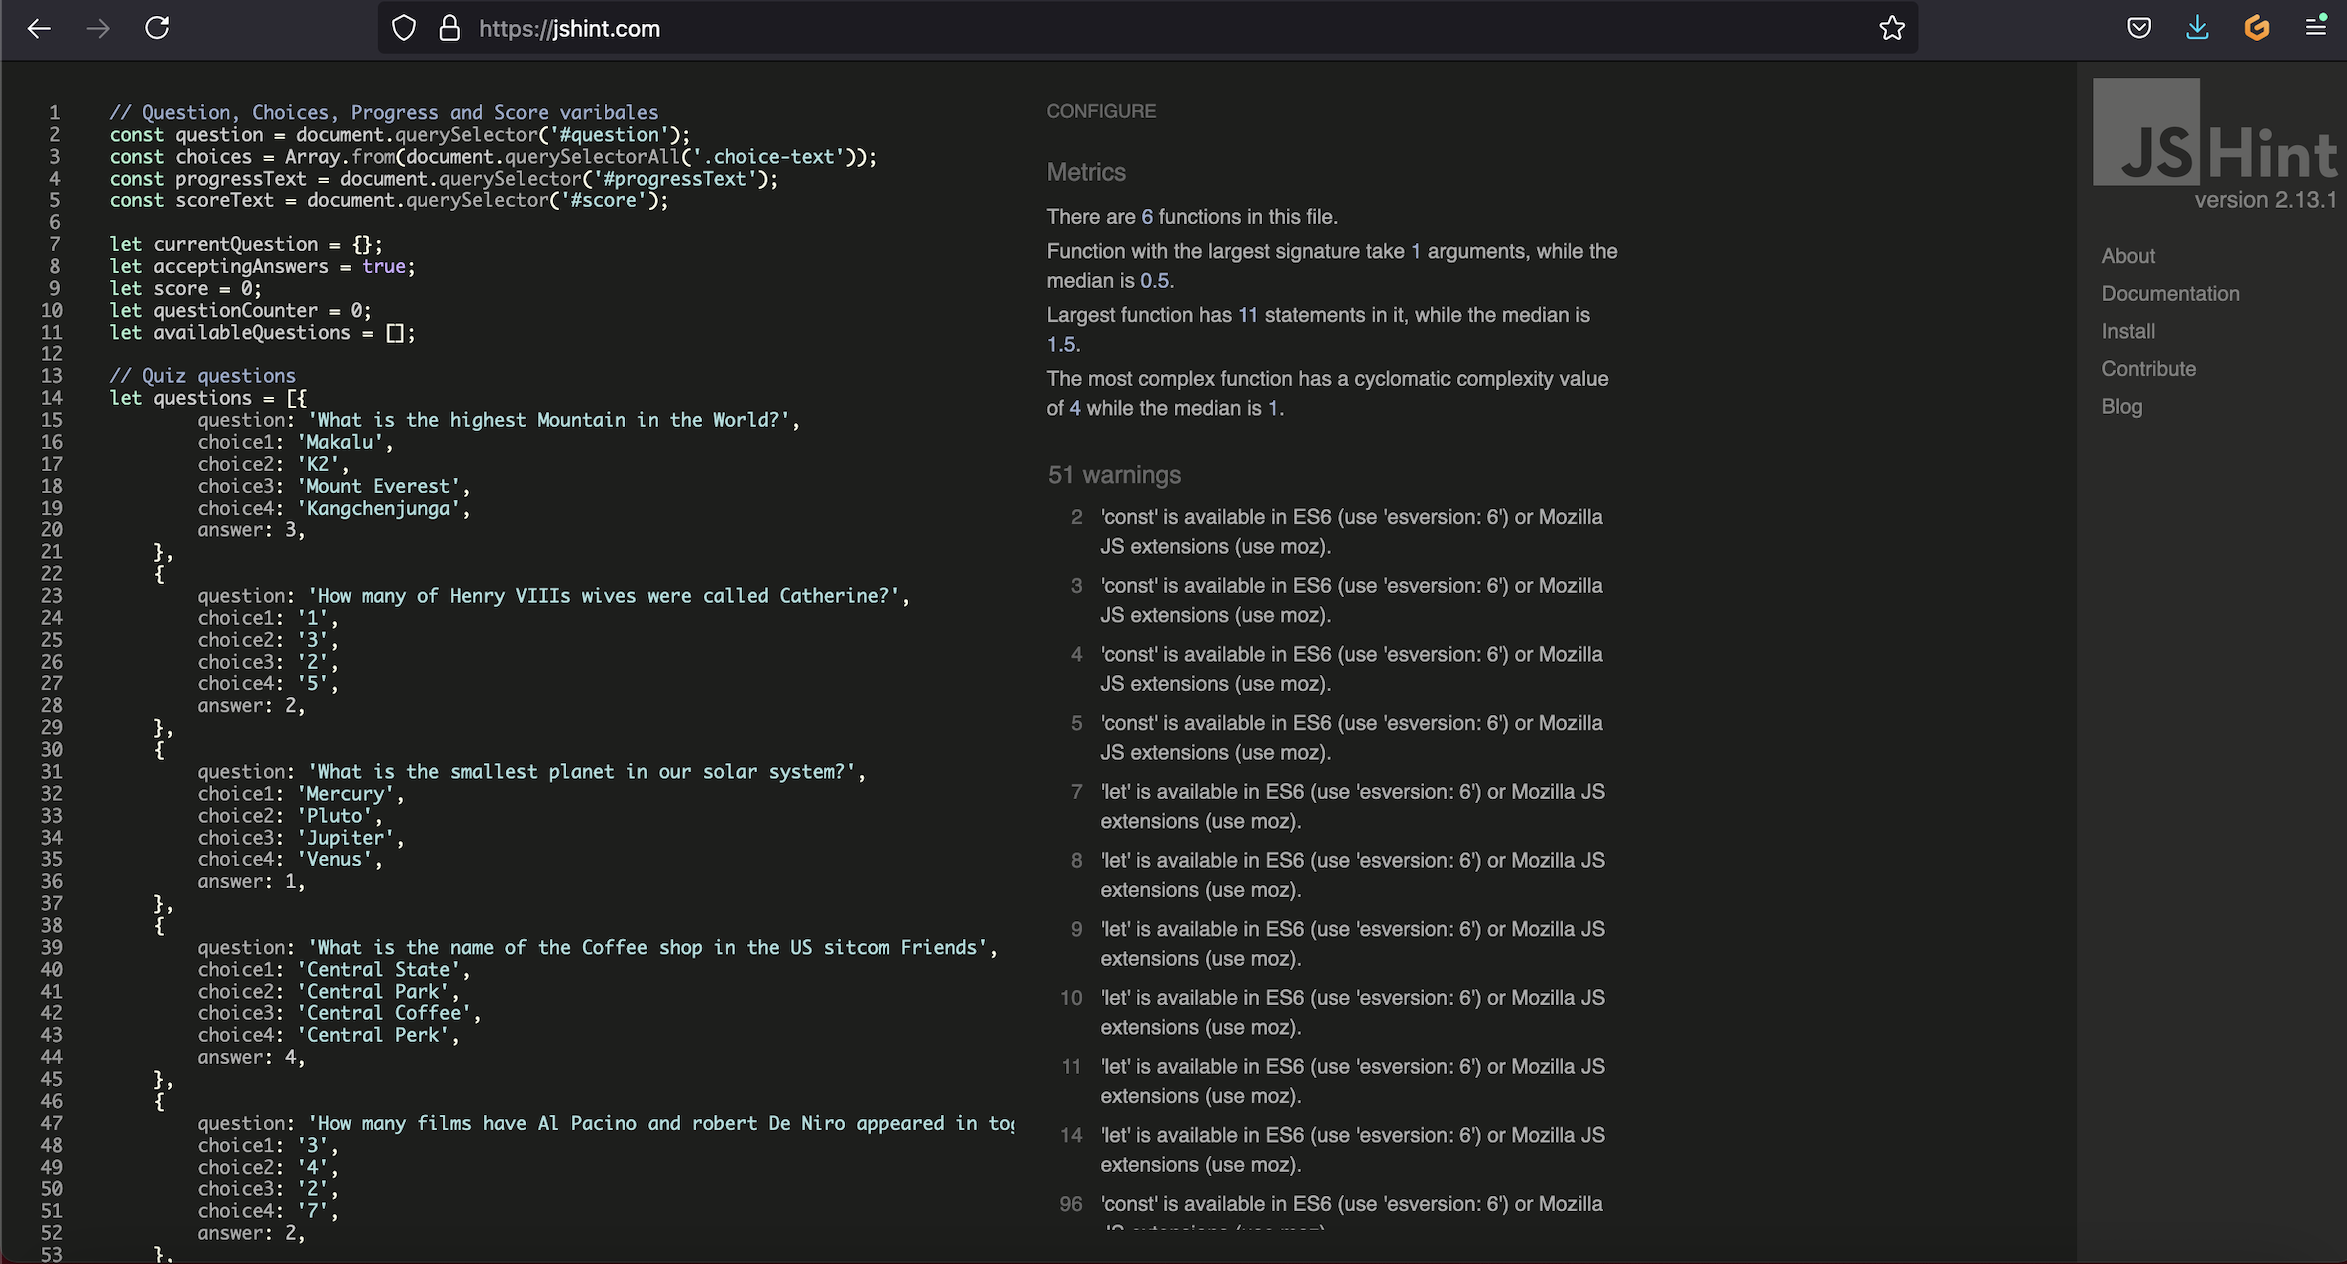 https://jshint.com
1 // Question, Choices, Progress and Score varibales
2 const question = document.querySelector('#question');
3 const choices = Array.from(document.querySelectorAll('.choice-text'));
4 const progressText = document.querySelector('#progressText');
5 const scoreText = document.querySelector('#score');
6
7 let currentQuestion = {};
8 let acceptingAnswers = true;
9 let score = 0;
10 let questionCounter = 0;
11 let availableQuestions = [];
12
13 // Quiz questions
14 let questions = [{
15 question: 'What is the highest Mountain in the World?',
16 choice1: 'Makalu',
17 choice2: 'K2',
18 choice3: 'Mount Everest',
19 choice4: 'Kangchenjunga',
20 answer: 3,
21 },
22 {
23 question: 'How many of Henry VIIIs wives were called Catherine?',
24 choice1: '1',
25 choice2: '3',
26 choice3: '2',
27 choice4: '5',
28 answer: 2,
29 },
30 {
31 question: 'What is the smallest planet in our solar system?',
32 choice1: 'Mercury',
33 choice2: 'Pluto',
34 choice3: 'Jupiter',
35 choice4: 'Venus',
36 answer: 1,
37 },
38 {
39 question: 'What is the name of the Coffee shop in the US sitcom Friends',
40 choice1: 'Central State',
41 choice2: 'Central Park',
42 choice3: 'Central Coffee',
43 choice4: 'Central Perk',
44 answer: 4,
45 },
46 {
47 question: 'How many films have Al Pacino and robert De Niro appeared in
48 choice1: '3',
49 choice2: '4',
50 choice3: '2',
51 choice4: '7',
52 answer: 2,
53 },
CONFIGURE
Metrics
There are 6 functions in this file.
Function with the largest signature take 1 arguments, while the
median is 0.5.
Largest function has 11 statements in it, while the median is
1.5.
The most complex function has a cyclomatic complexity value
of 4 while the median is 1.
51 warnings
2 'const' is available in ES6 (use 'esversion: 6') or Mozilla
JS extensions (use moz).
3 'const' is available in ES6 (use 'esversion: 6') or Mozilla
JS extensions (use moz).
4 'const' is available in ES6 (use 'esversion: 6') or Mozilla
JS extensions (use moz).
5 'const' is available in ES6 (use 'esversion: 6') or Mozilla
JS extensions (use moz).
7 'let' is available in ES6 (use 'esversion: 6') or Mozilla JS
extensions (use moz).
8 'let' is available in ES6 (use 'esversion: 6') or Mozilla JS
extensions (use moz).
9 'let' is available in ES6 (use 'esversion: 6') or Mozilla JS
extensions (use moz).
10 'let' is available in ES6 (use 'esversion: 6') or Mozilla JS
extensions (use moz).
11 'let' is available in ES6 (use 'esversion: 6') or Mozilla JS
extensions (use moz).
14 'let' is available in ES6 (use 'esversion: 6') or Mozilla JS
extensions (use moz).
96 'const' is available in ES6 (use 'esversion: 6') or Mozilla
JSHint
version 2.13.1
About
Documentation
Install
Contribute
Blog